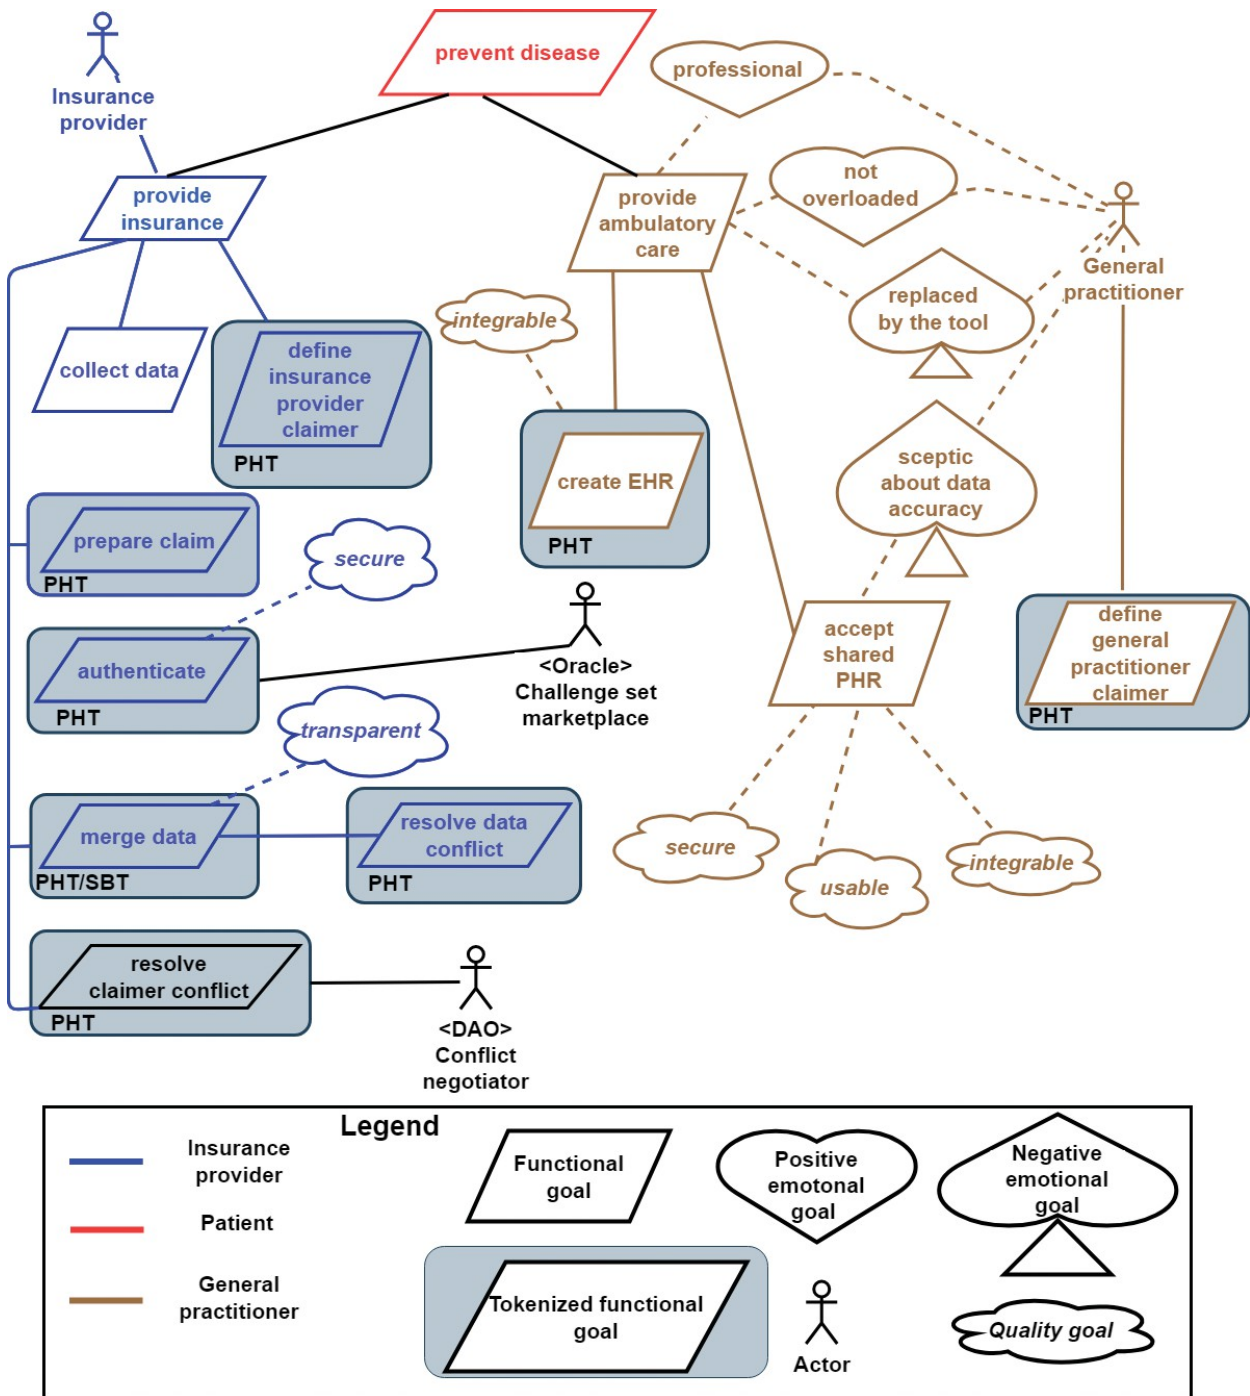 Insurance
provider
prevent disease
professional
provide
insurance
provide
ambulatory
care
not
overloaded
General
practitioner
replaced
by the tool
integrable
collect data
define
insurance
provider
claimer
PHT
create EHR
PHT
sceptic
about data
accuracy
prepare claim
PHT
secure
authenticate
PHT
<Oracle>
Challenge set
marketplace
accept
shared
PHR
define
general
practitioner
claimer
PHT
transparent
merge data
PHT/SBT
resolve data
conflict
PHT
secure
usable
integrable
resolve
claimer conflict
PHT
<DAO>
Conflict
negotiator
Legend
Insurance
provider
Patient
General
practitioner
Functional
goal
Positive
emotonal
goal
Negative
emotional
goal
Tokenized functional
goal
Actor
Quality goal